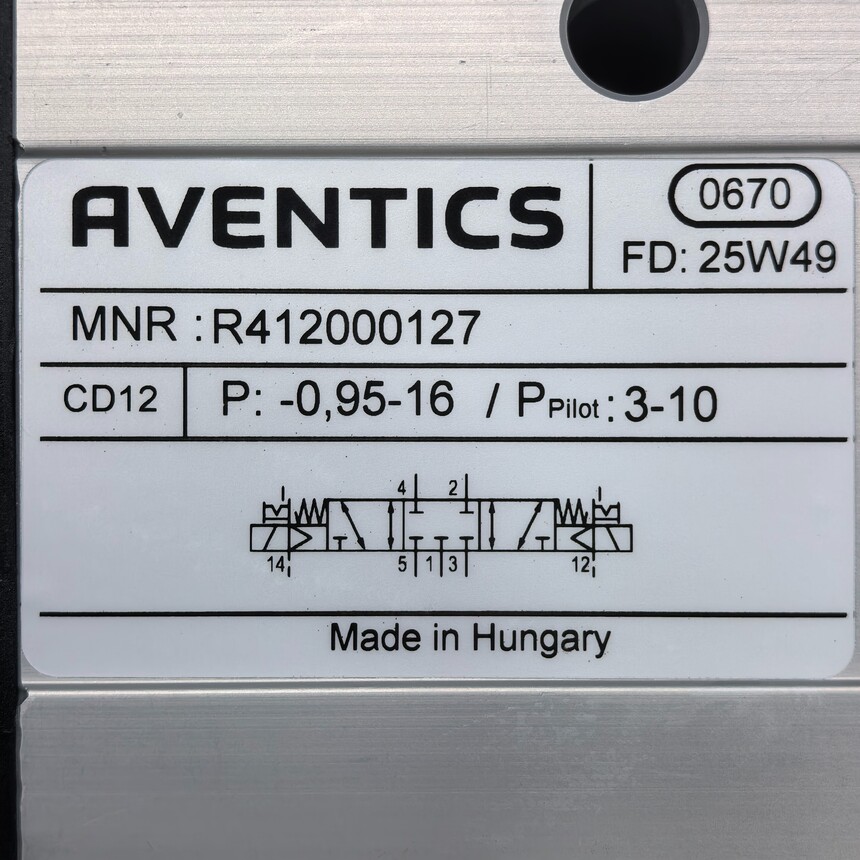 AVENTICS
0670
FD: 25W49
MNR :R412000127
CD12 P: -0,95-16 / PPilot: 3-10
4 2
14 5 1 3 12
Made in Hungary